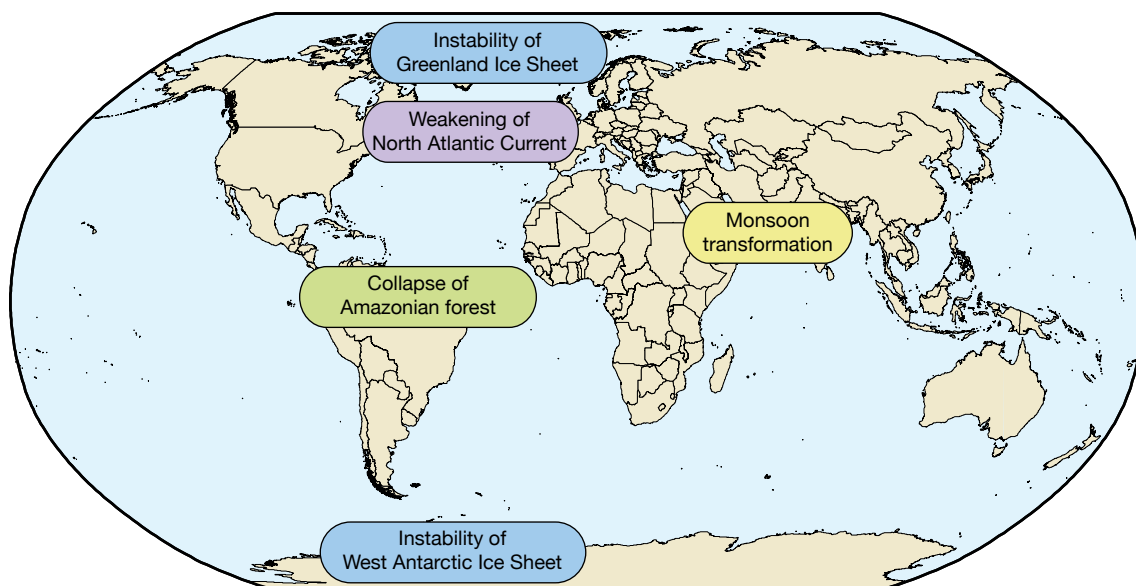 Instability of
Greenland Ice Sheet
Weakening of
North Atlantic Current
Monsoon
transformation
Collapse of
Amazonian forest
Instability of
West Antarctic Ice Sheet